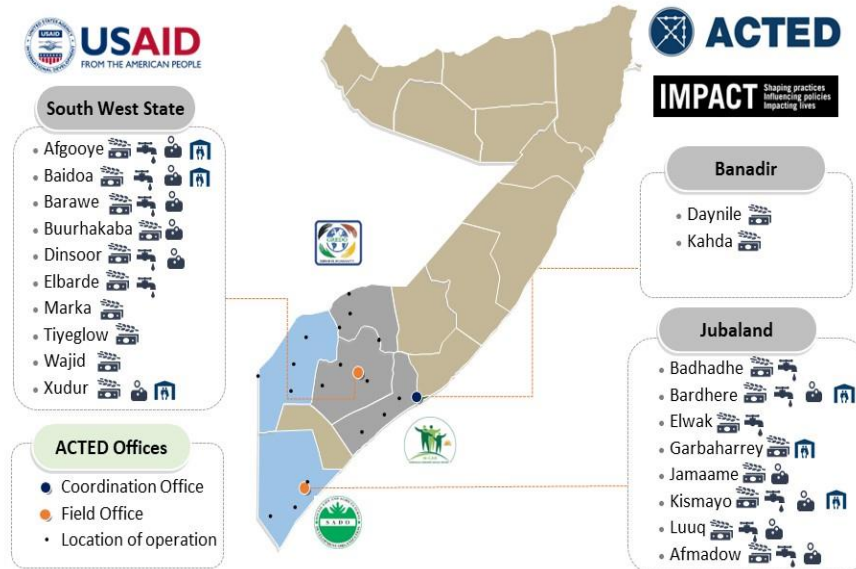 USAID
FROM THE AMERICAN PEOPLE
ACTED
IMPACT
Shaping practices
Influencing policies
Impacting lives
South West State
Afgooye
Baidoa
Barawe
Buurhakaba
Dinsoor
Elbarde
Marka
Tiyeglow
Wajid
Xudur
ACTED Offices
Coordination Office
Field Office
Location of operation
GREDO
SADO
Banadir
Daynile
Kahda
Jubaland
Badhadhe
Bardhere
Elwak
Garbaharrey
Jamaame
Kismayo
Luuq
Afmadow